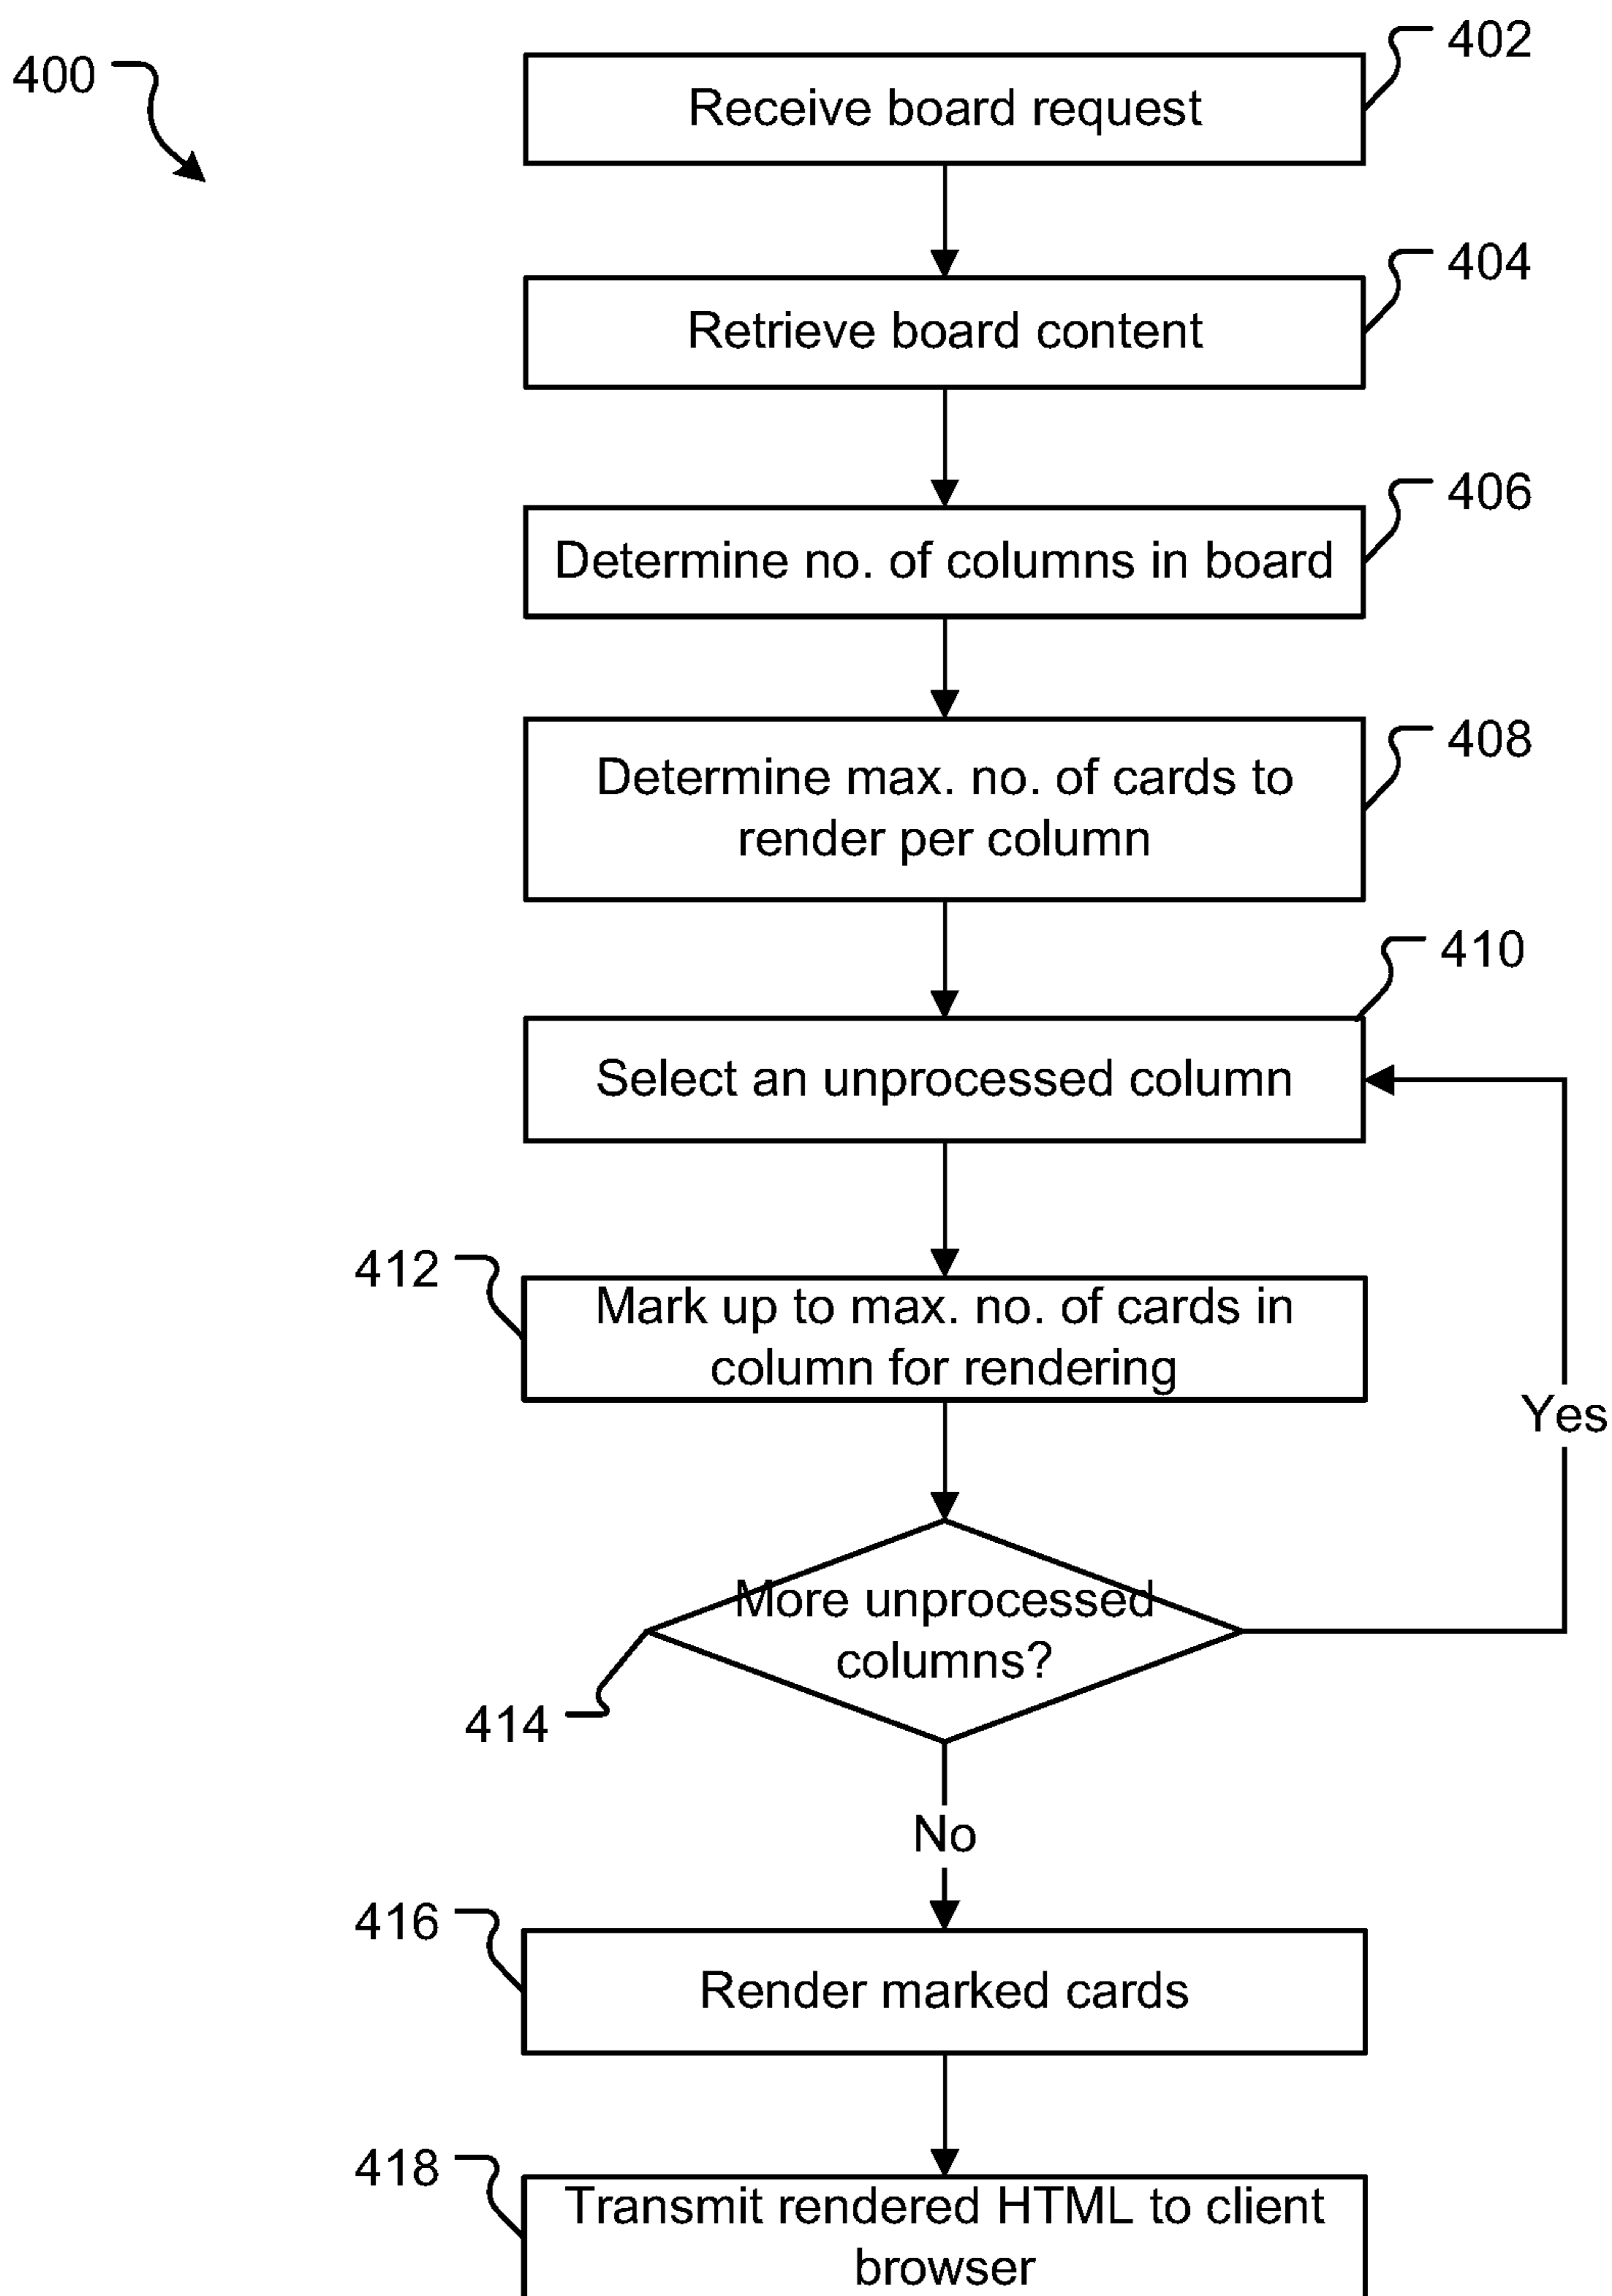 400
402
Receive board request
404
Retrieve board content
406
Determine no. of columns in board
408
Determine max. no. of cards to
render per column
410
Select an unprocessed column
412
Mark up to max. no. of cards in
column for rendering
Yes
More unprocessed
columns?
414
No
416
Render marked cards
418
Transmit rendered HTML to client
browser